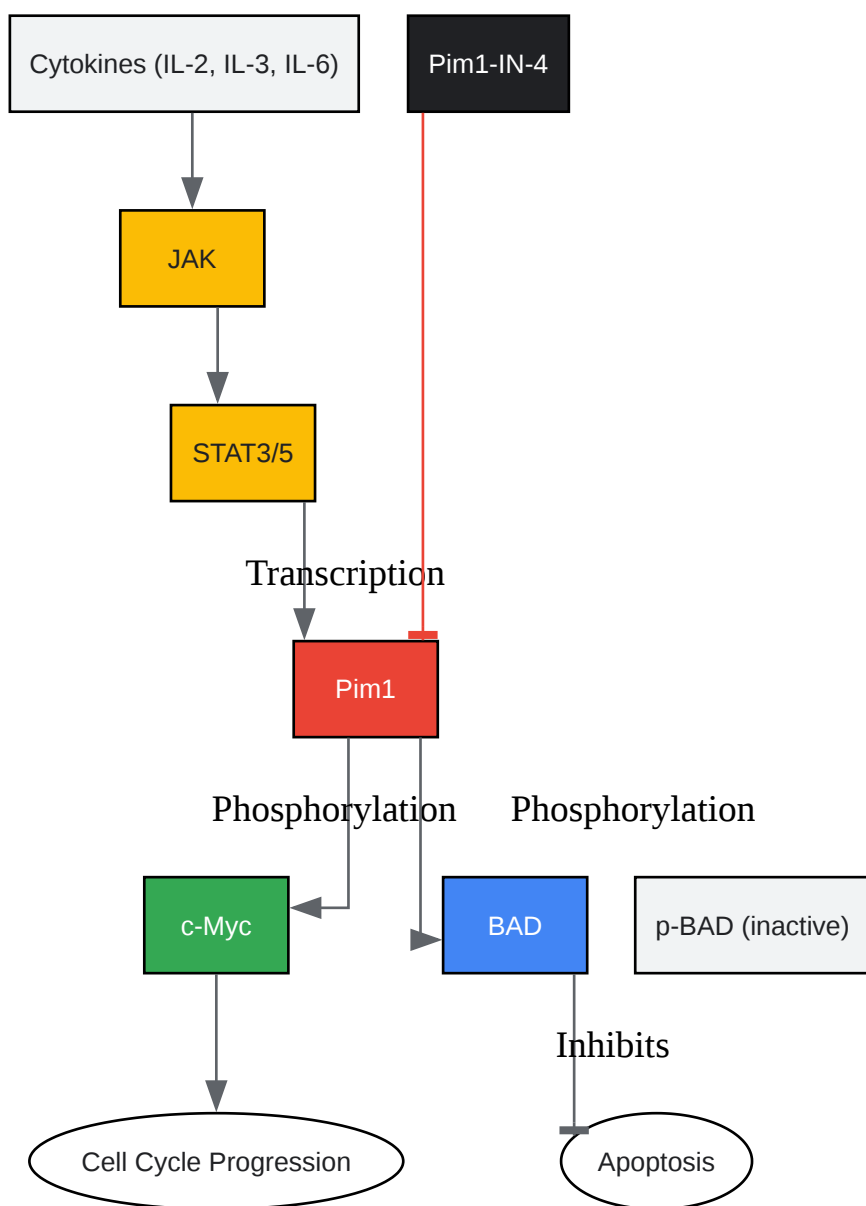 Cytokines (IL-2, IL-3, IL-6)
Pim1-IN-4
JAK
STAT3/5
Transcription
Pim1
Phosphorylation
Phosphorylation
c-Myc
BAD
p-BAD (inactive)
Inhibits
Cell Cycle Progression
Apoptosis